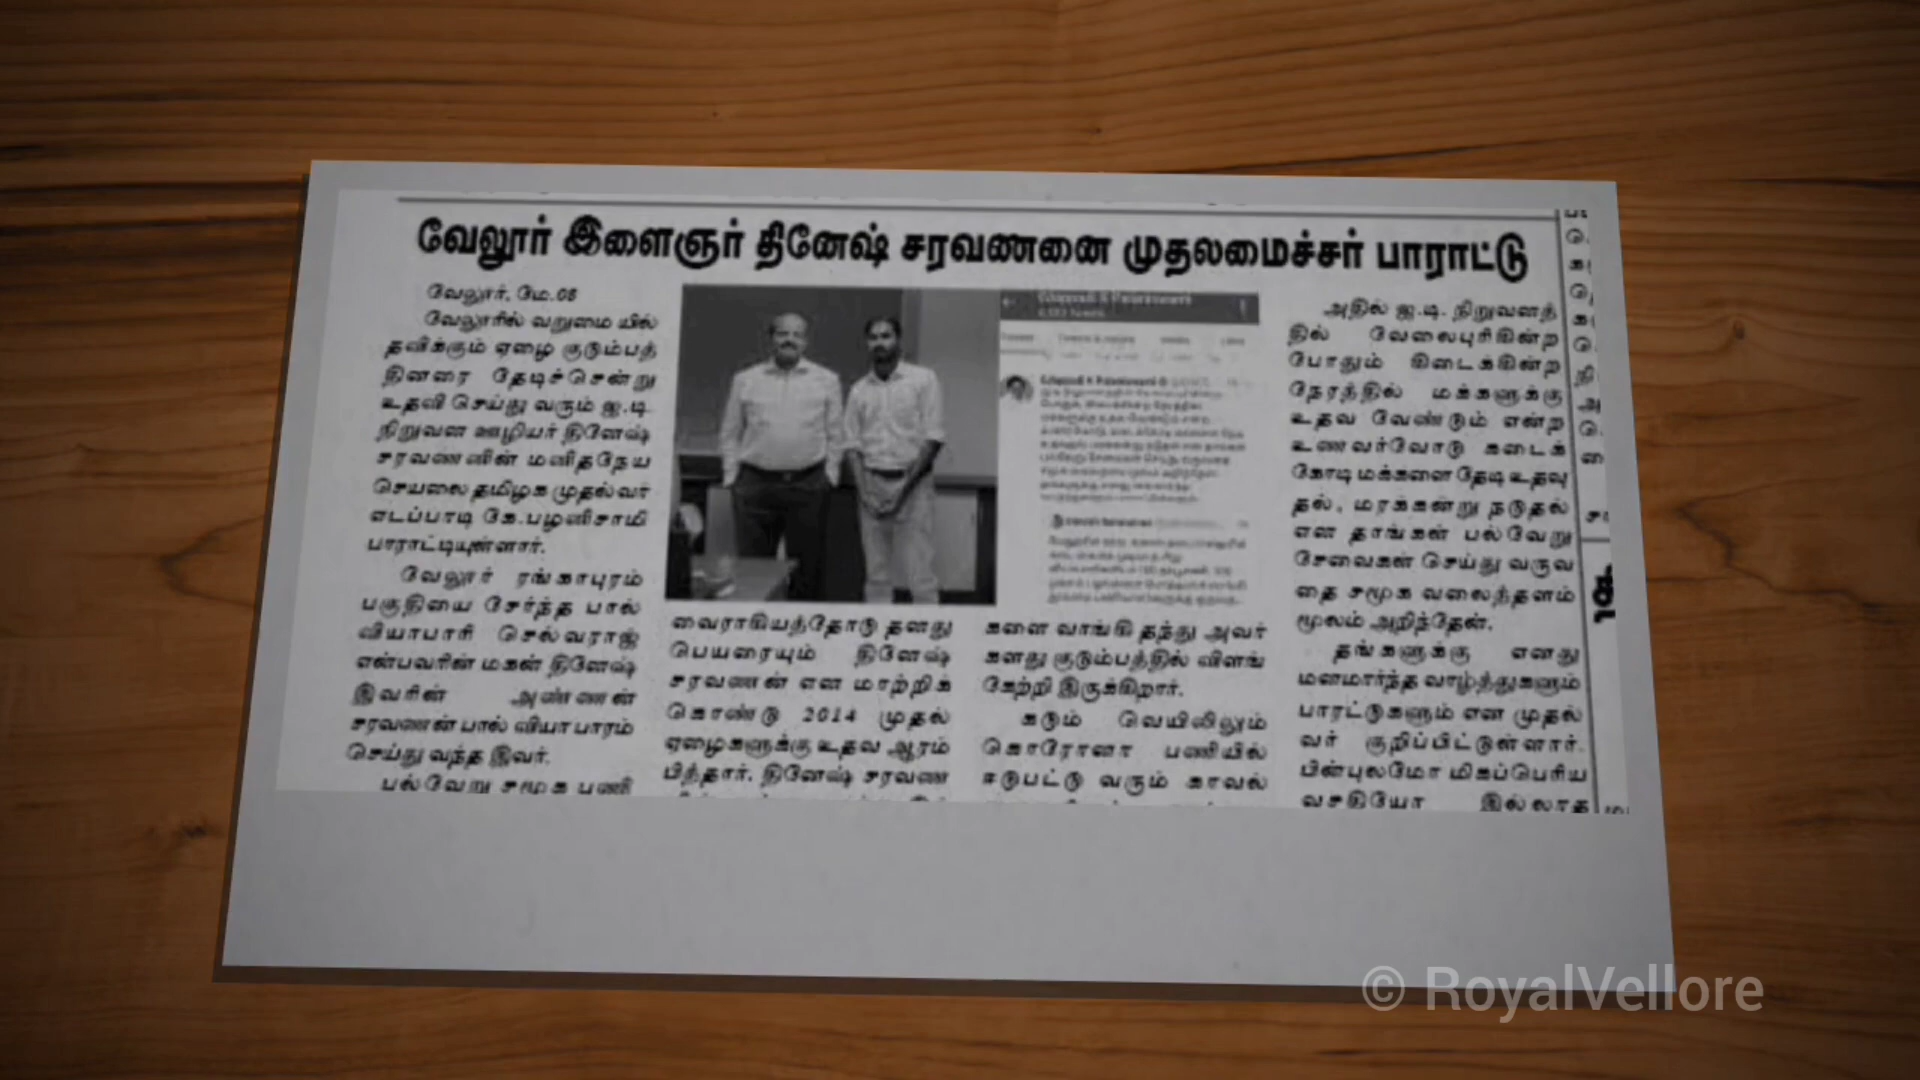 வேலூர் இளைஞர் தினேஷ் சரவணனை முதலமைச்சர் பாராட்டு
வேலூர். மே.08
வேலூரில் வறுமை யில்
தவிக்கும் ஏழை குடும்பத்
தினரை தேடிச்சென்று
உதவி செய்து வரும் ஐ.டி.
நிறுவன ஊழியர் தினேஷ்
சரவணனின் மனிதநேய
செயலை தமிழக முதல்வர்
எடப்பாடி கே.பழனிசாமி
பாராட்டியுள்ளார்.
வேலூர் ரங்காபுரம்
பகுதியை சேர்ந்த பால்
வியாபாரி செல்வராஜ்
என்பவரின் மகன் தினேஷ்
இவரின் அண்ணன்
சரவணன் பால் வியாபாரம்
செய்து வந்த இவர்.
பல்வேறு சமூக பணி
வைராகியத்தோடு தனது
பெயரையும் தினேஷ்
சரவணன் என மாற்றிக்
கொண்டு 2014 முதல்
ஏழைகளுக்கு உதவ ஆரம்
பித்தார். தினேஷ் சரவண
களை வாங்கி தந்து அவர்
களது குடும்பத்தில் விளங்
கேற்றி இருக்கிறார்.
கடும் வெயிலிலும்
கொரோனா பணியில்
ஈடுபட்டு வரும் காவல்
அதில் ஐ.டி. நிறுவனத்
தில் வேலைபுரிகின்ற
போதும் கிடைக்கின்ற
நேரத்தில் மக்களுக்கு
உதவ வேண்டும் என்ற
உணவர்வோடு கடைக்
கோடி மக்களை தேடி உதவு
தல், மரக்கன்று நடுதல்
என தாங்கள் பல்வேறு
சேவைகள் செய்து வருவ
தை சமூக வலைந்தளம்
மூலம் அறிந்தேன்.
தங்களுக்கு எனது
மனமார்ந்த வாழ்த்துகளும்
பாரட்டுகளும் என முதல்
வர் குறிப்பிட்டுள்ளார்.
பின்புலமோ மிகப்பெரிய
வசதியோ இல்லாத
© RoyalVellore